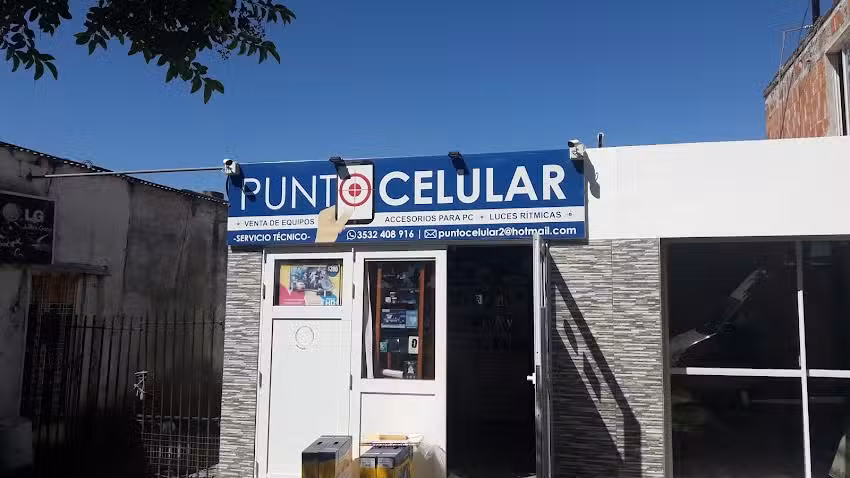 PUNTO CELULAR
+ VENTA DE EQUIPOS ACCESORIOS PARA PC + LUCES RÍTMICAS +
-SERVICIO TÉCNICO- 3532 408 916 | puntocelular2@hotmail.com
LG